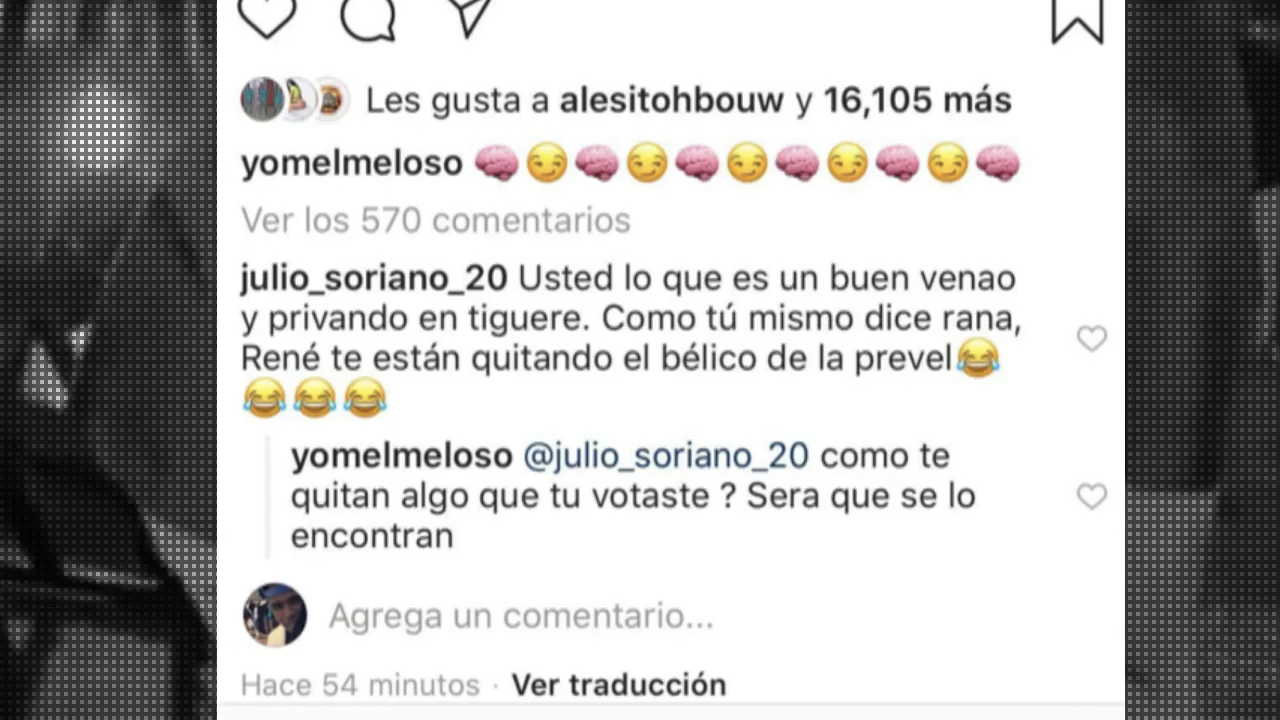 Les gusta a alesitohbouw y 16,105 más
yomelmeloso 🧠😏🧠😏🧠😏🧠😏🧠😏🧠
Ver los 570 comentarios
julio_soriano_20 Usted lo que es un buen venao
y privando en tiguere. Como tú mismo dice rana,
René te están quitando el bélico de la prevel😂
😂😂😂
yomelmeloso @julio_soriano_20 como te
quitan algo que tu votaste ? Sera que se lo
encontran
Agrega un comentario...
Hace 54 minutos · Ver traducción